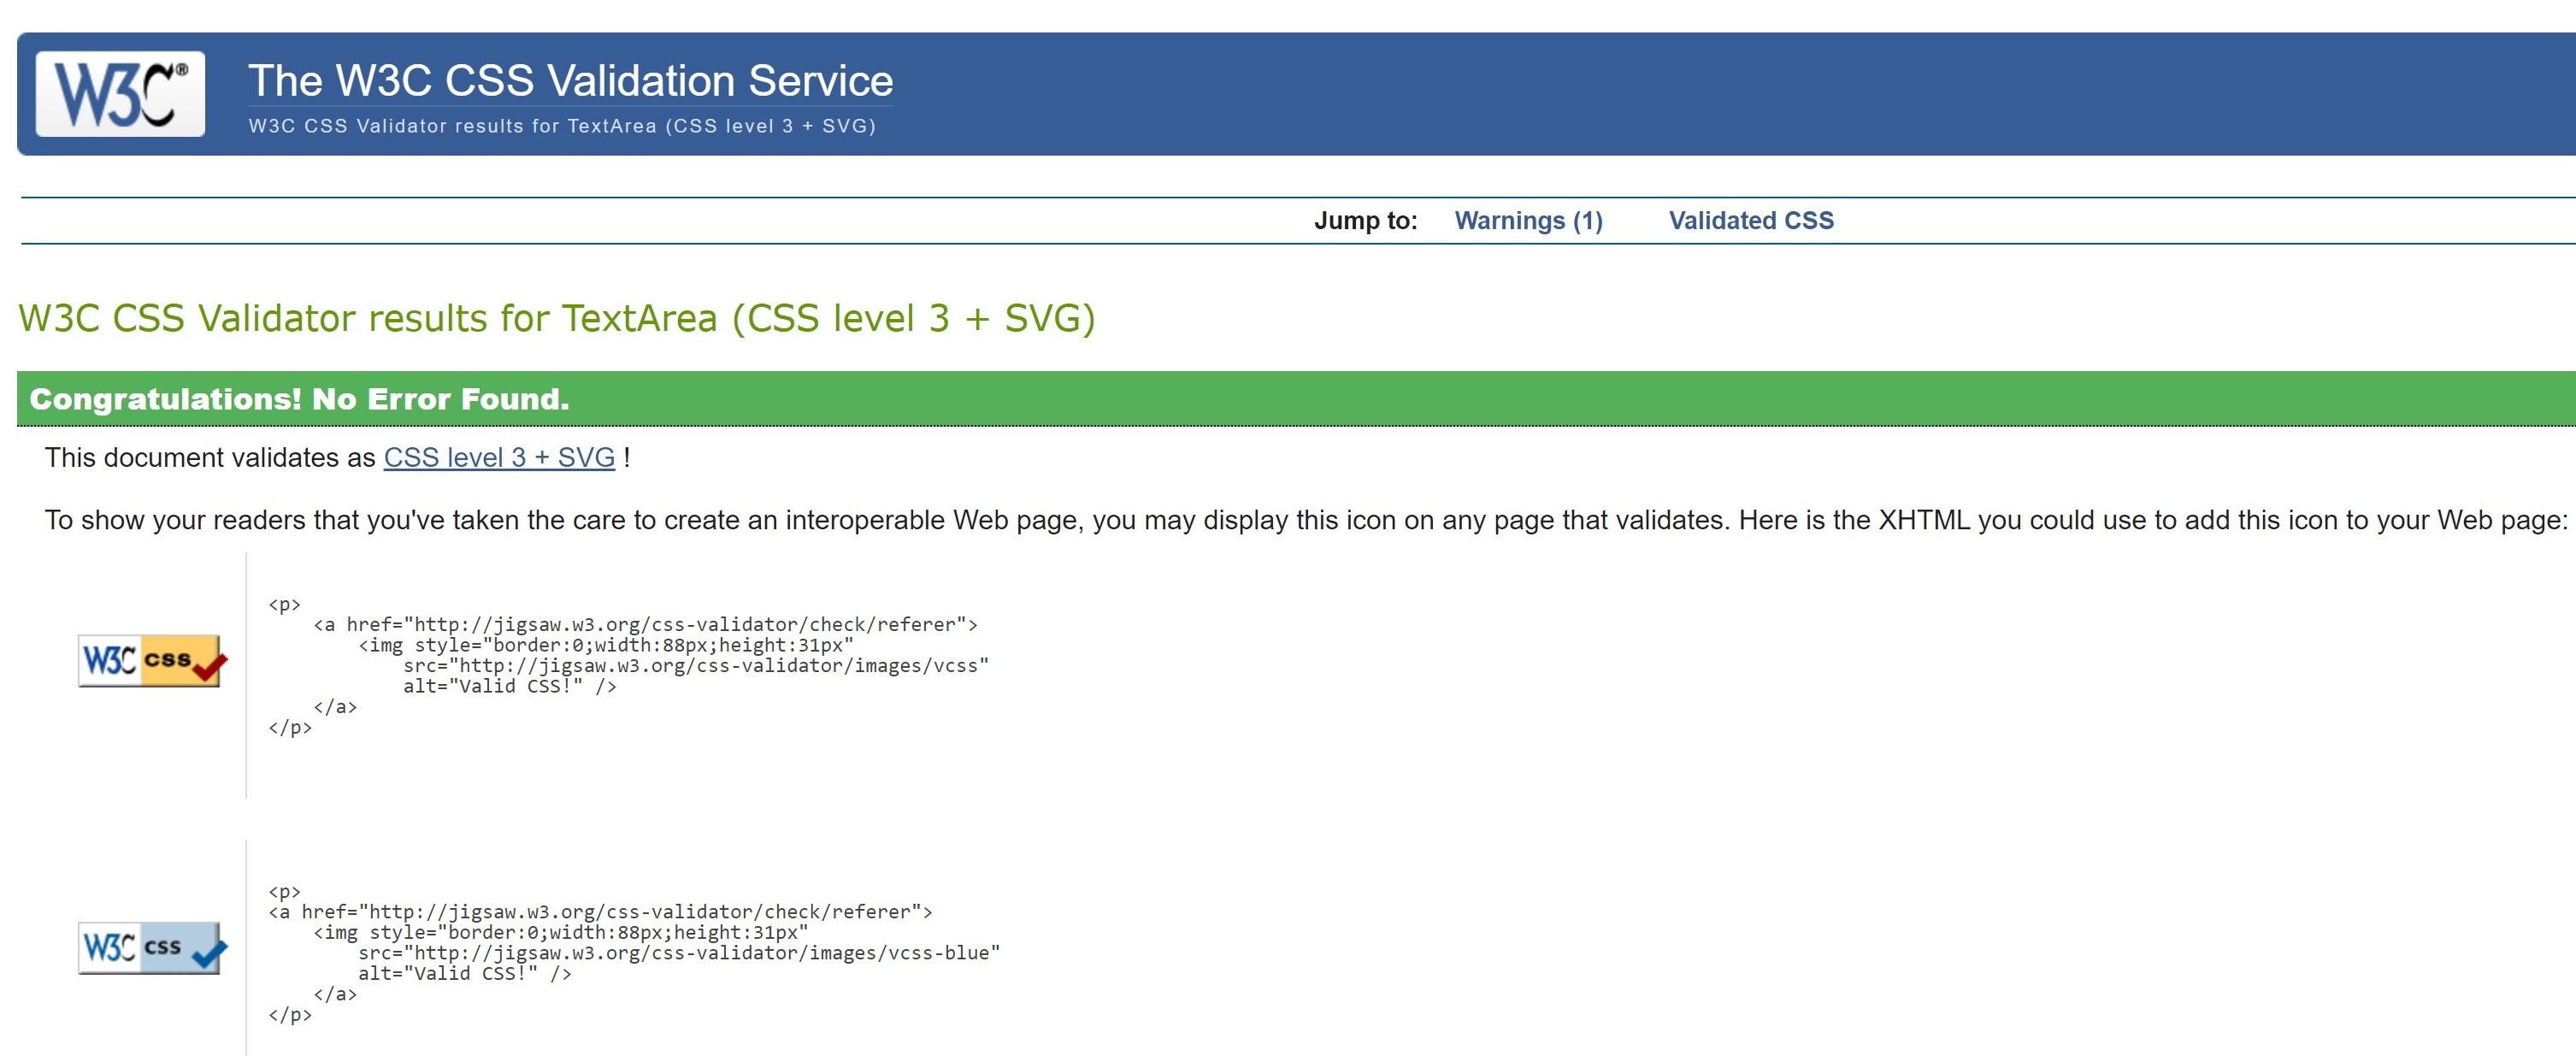 W3C®
The W3C CSS Validation Service
W3C CSS Validator results for TextArea (CSS level 3 + SVG)
Jump to: Warnings (1) Validated CSS
W3C CSS Validator results for TextArea (CSS level 3 + SVG)
Congratulations! No Error Found.
This document validates as CSS level 3 + SVG !
To show your readers that you've taken the care to create an interoperable Web page, you may display this icon on any page that validates. Here is the XHTML you could use to add this icon to your Web page:
W3C css
<p>
    <a href="http://jigsaw.w3.org/css-validator/check/referer">
        <img style="border:0;width:88px;height:31px"
            src="http://jigsaw.w3.org/css-validator/images/vcss"
            alt="Valid CSS!" />
    </a>
</p>
W3C css
<p>
<a href="http://jigsaw.w3.org/css-validator/check/referer">
    <img style="border:0;width:88px;height:31px"
        src="http://jigsaw.w3.org/css-validator/images/vcss-blue"
        alt="Valid CSS!" />
    </a>
</p>